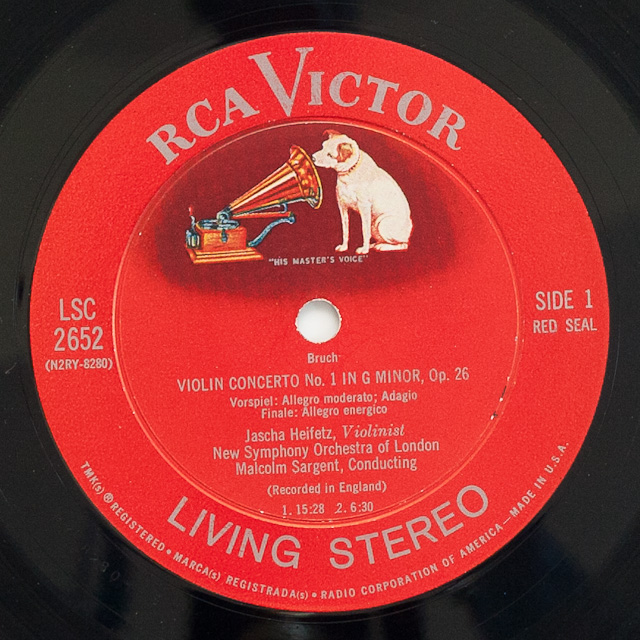 RCA VICTOR
"HIS MASTER'S VOICE"
LSC
2652
(N2RY-8280)
SIDE 1
RED SEAL
Bruch
VIOLIN CONCERTO No. 1 IN G MINOR, Op. 26
Vorspiel: Allegro moderato; Adagio
Finale: Allegro energico
Jascha Heifetz, Violinist
New Symphony Orchestra of London
Malcolm Sargent, Conducting
(Recorded in England)
1. 15:28 2. 6:30
LIVING STEREO
TMK(s) ® REGISTERED • MARCA(s) REGISTRADA(s) • RADIO CORPORATION OF AMERICA—MADE IN U.S.A.